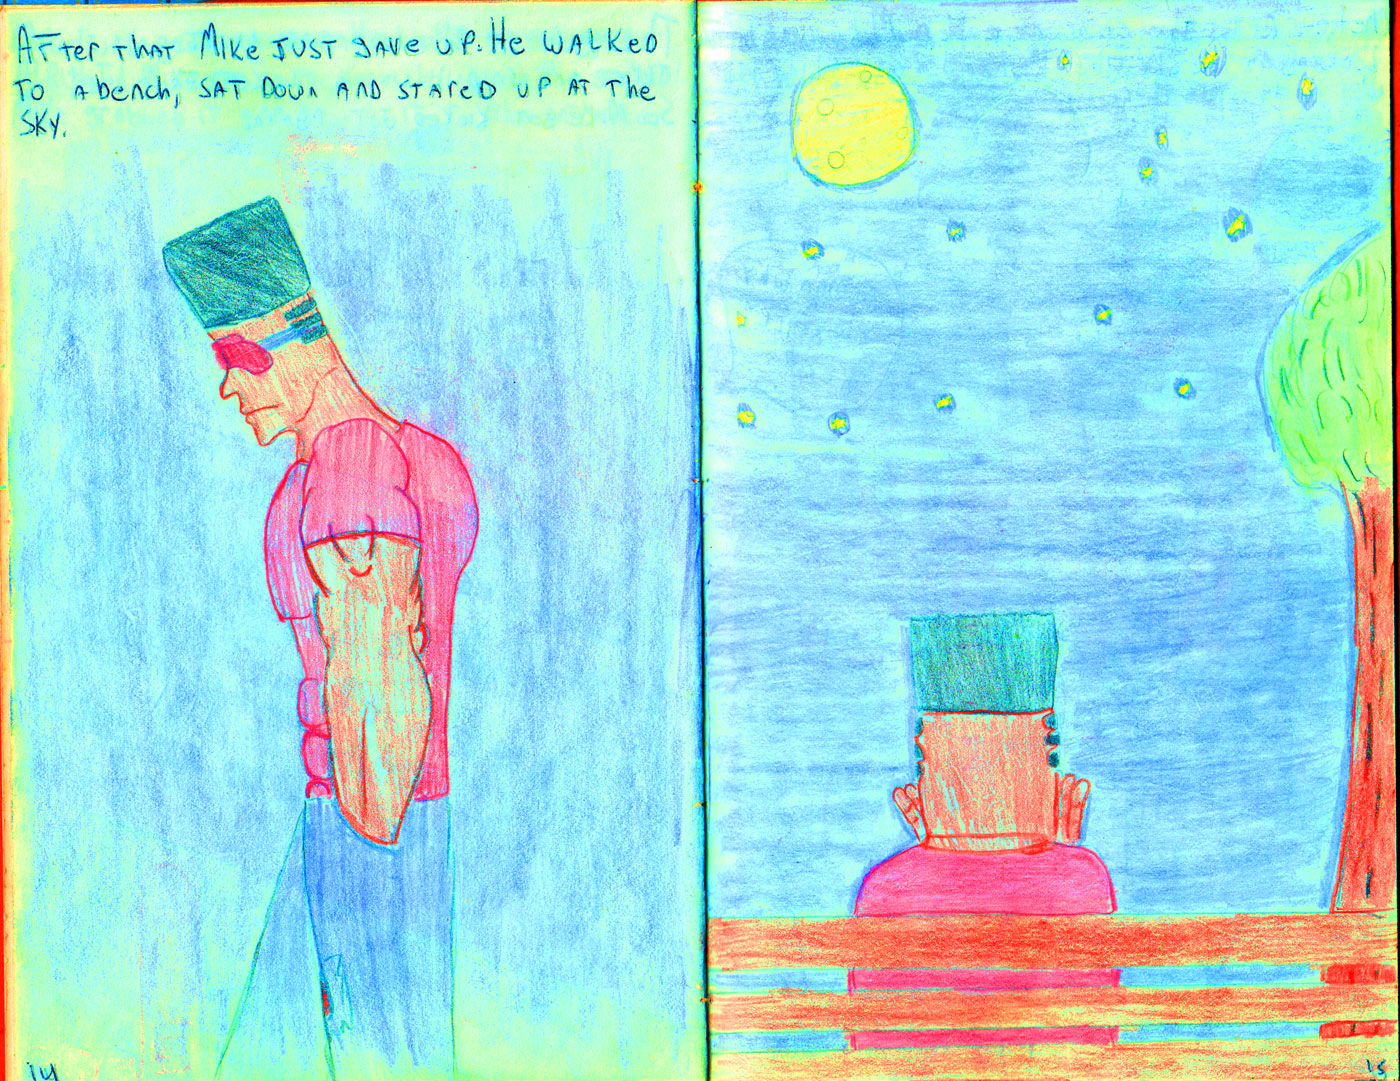 After that Mike just gave up. He walked
to a bench, sat down and stared up at the
sky.
14
15